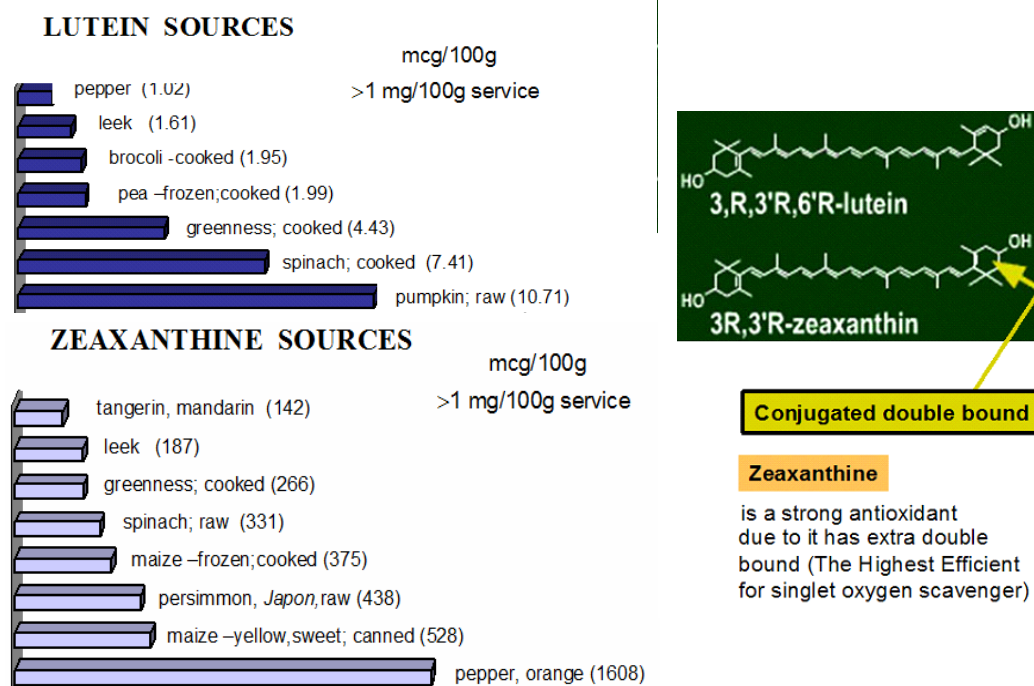 LUTEIN SOURCES
mcg/100g
>1 mg/100g service
pepper (1.02)
leek (1.61)
brocoli -cooked (1.95)
pea –frozen;cooked (1.99)
greenness; cooked (4.43)
spinach; cooked (7.41)
pumpkin; raw (10.71)
ZEAXANTHINE SOURCES
mcg/100g
>1 mg/100g service
tangerin, mandarin (142)
leek (187)
greenness; cooked (266)
spinach; raw (331)
maize –frozen;cooked (375)
persimmon, Japon,raw (438)
maize –yellow,sweet; canned (528)
pepper, orange (1608)
OH
HO
3,R,3'R,6'R-lutein
OH
HO
3R,3'R-zeaxanthin
Conjugated double bound
Zeaxanthine
is a strong antioxidant
due to it has extra double
bound (The Highest Efficient
for singlet oxygen scavenger)